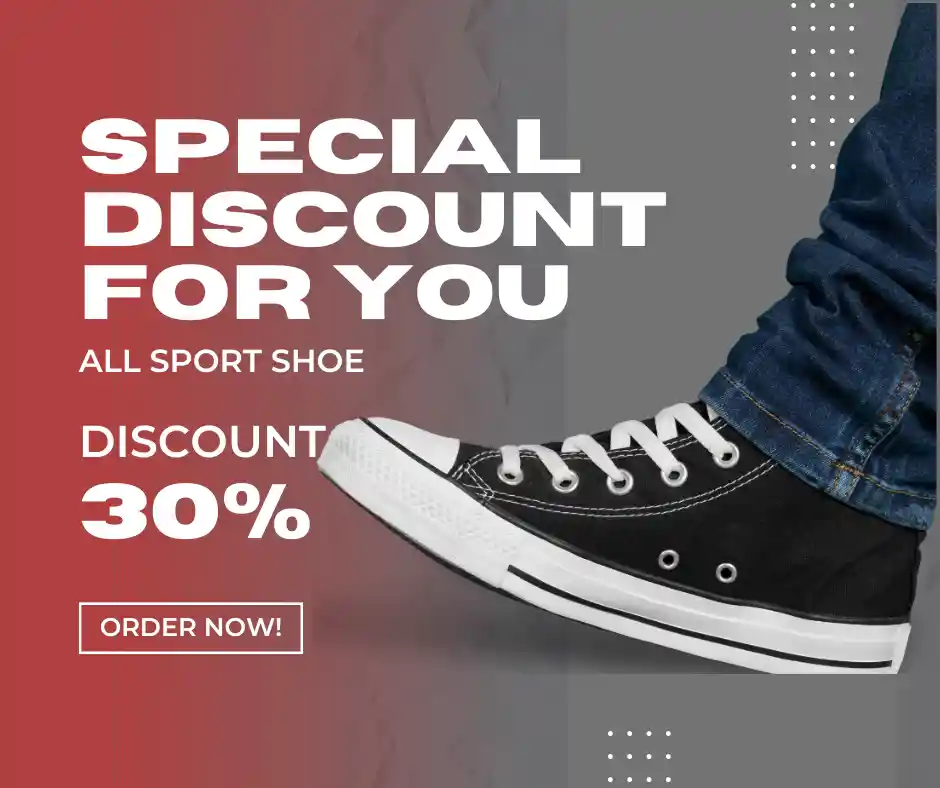 SPECIAL
DISCOUNT
FOR YOU
ALL SPORT SHOE
DISCOUNT
30%
ORDER NOW!